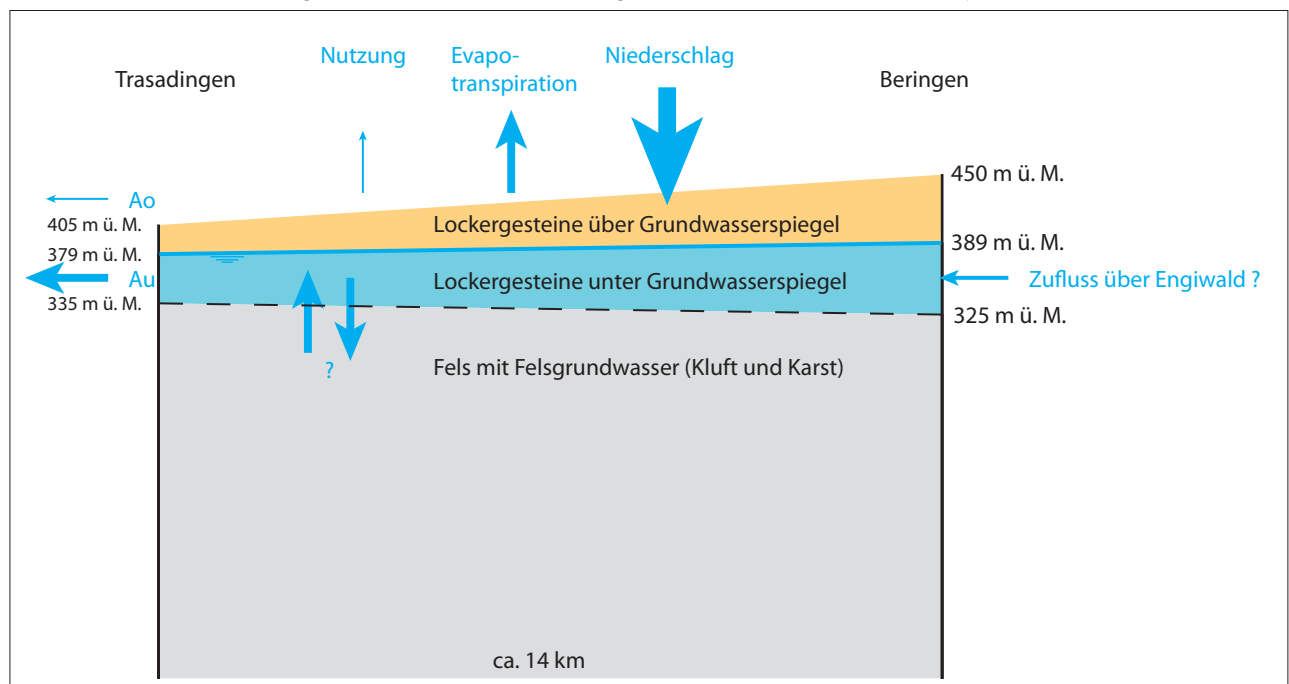 Nutzung
Evapo-
transpiration
Niederschlag
Trasadingen
Beringen
450 m ü. M.
Ao
405 m ü. M.
Lockergesteine über Grundwasserspiegel
389 m ü. M.
379 m ü. M.
Au
Lockergesteine unter Grundwasserspiegel
Zufluss über Engiwald ?
335 m ü. M.
325 m ü. M.
?
Fels mit Felsgrundwasser (Kluft und Karst)
ca. 14 km